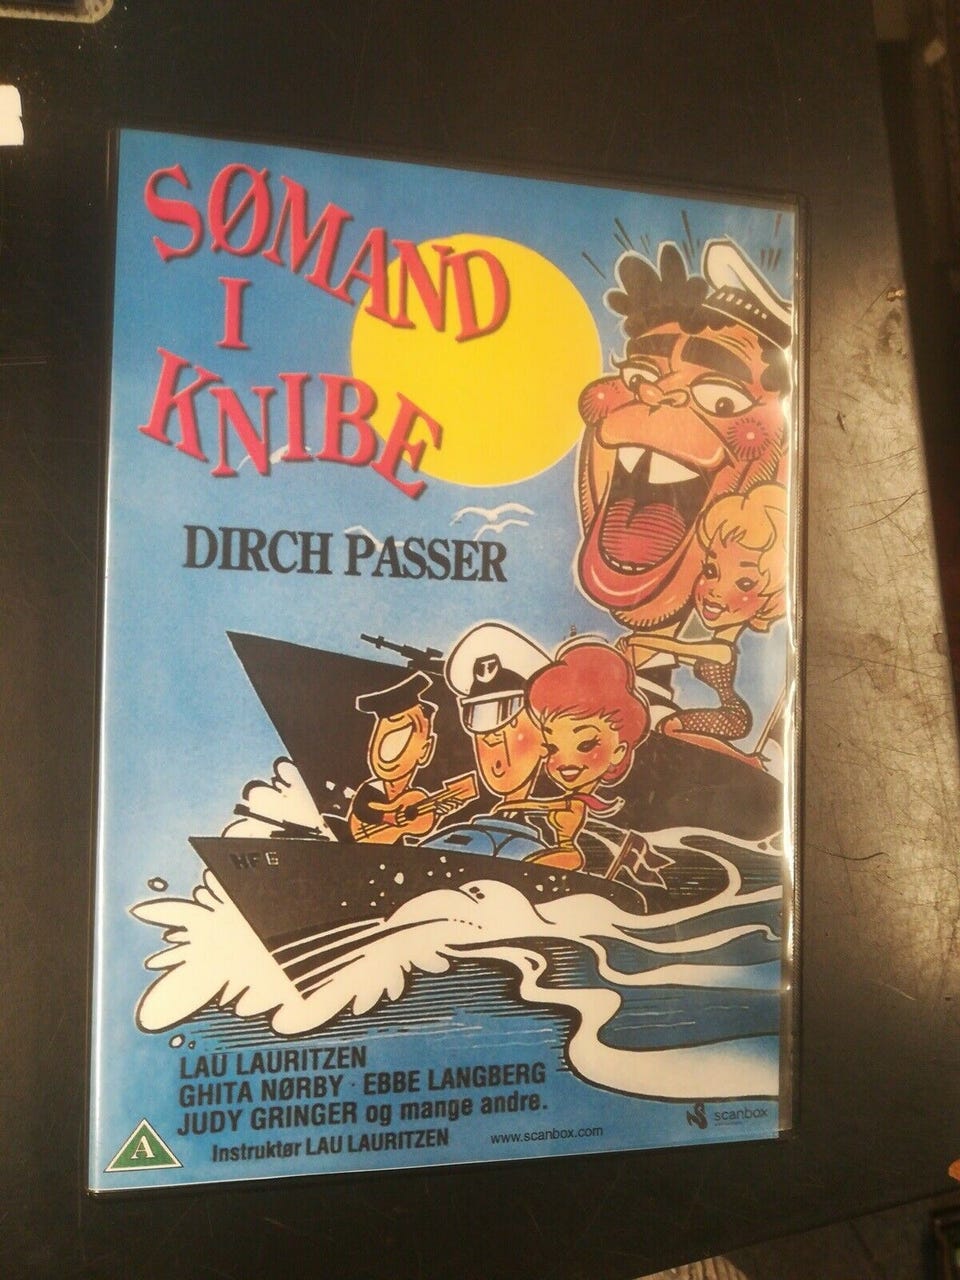 SØMAND
I
KNIBE
DIRCH PASSER
HF6
LAU LAURITZEN
GHITA NØRBY · EBBE LANGBERG
JUDY GRINGER og mange andre.
Instruktør LAU LAURITZEN
www.scanbox.com
scanbox
A